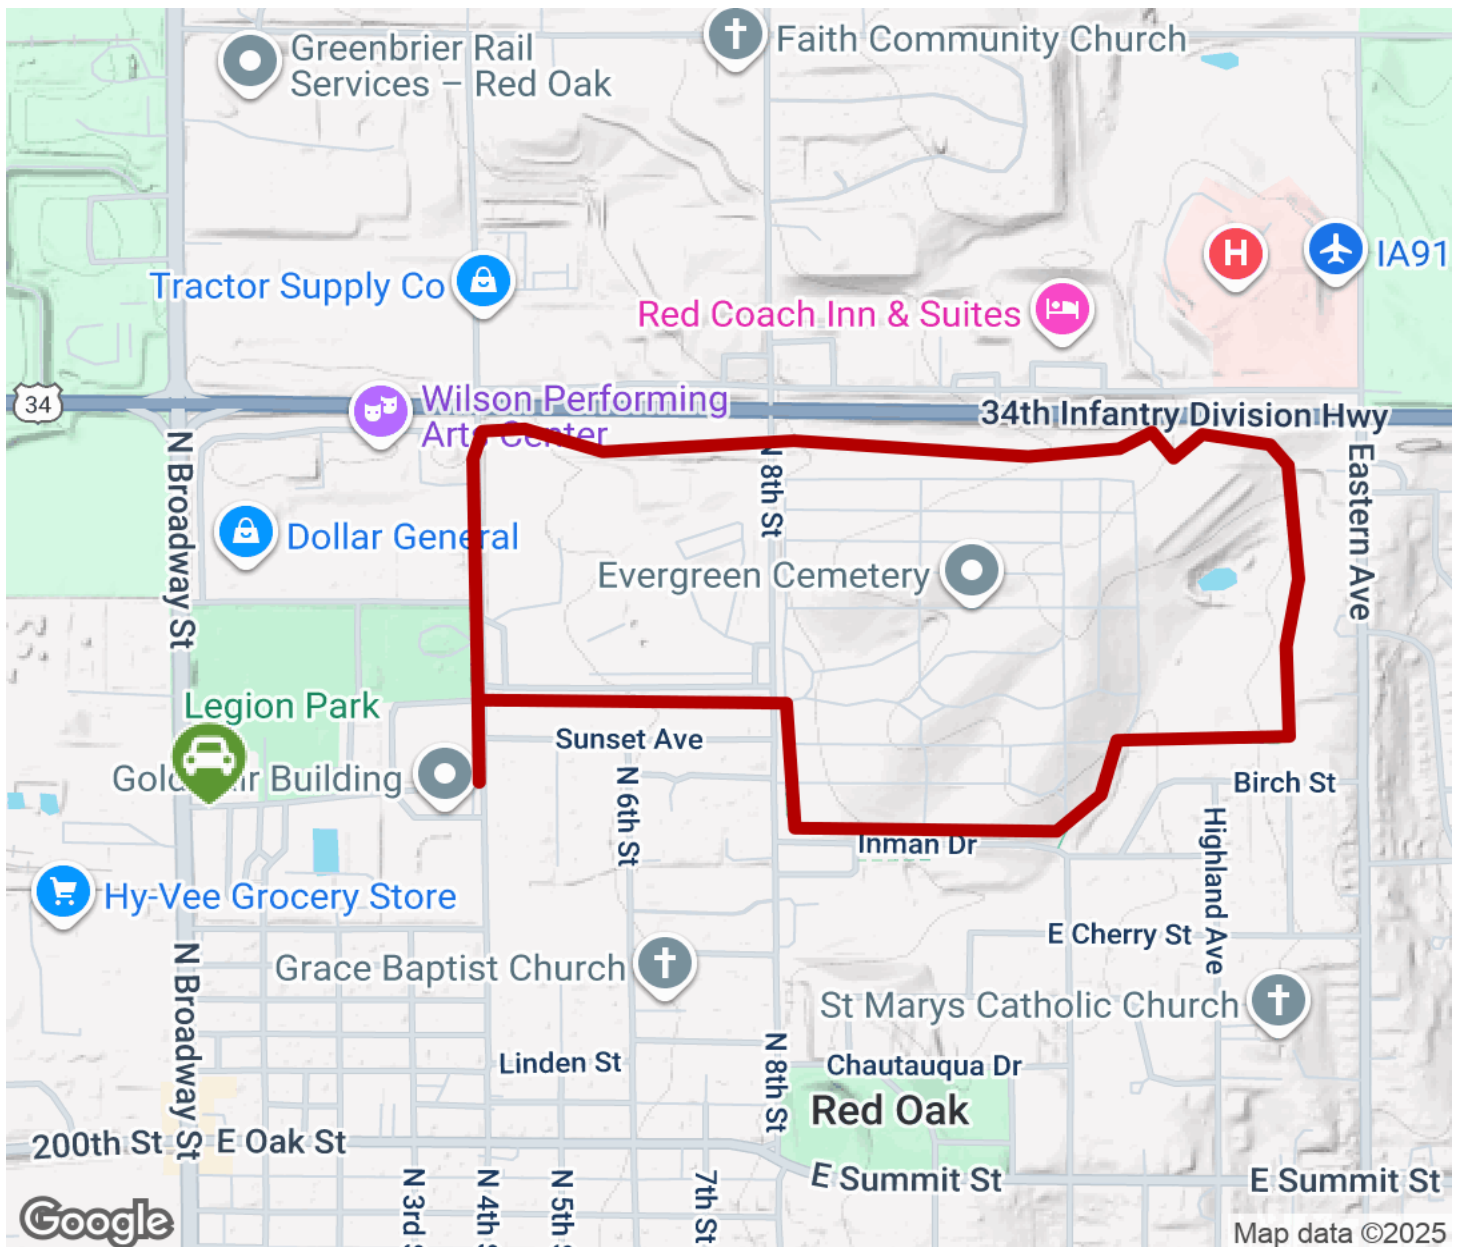 Greenbrier Rail
Services – Red Oak
Faith Community Church
H
IA91
Tractor Supply Co
Red Coach Inn & Suites
34
Wilson Performing
Arts Center
34th Infantry Division Hwy
N Broadway St
N 8th St
Eastern Ave
Dollar General
Evergreen Cemetery
Legion Park
Sunset Ave
Birch St
N 6th St
Inman Dr
Highland Ave
Hy-Vee Grocery Store
E Cherry St
Grace Baptist Church
St Marys Catholic Church
N Broadway St
Linden St
N 8th St
Chautauqua Dr
Red Oak
200th St
E Oak St
E Summit St
E Summit St
N 3rd
N 4th
N 5th
7th St
Google
Map data ©2025